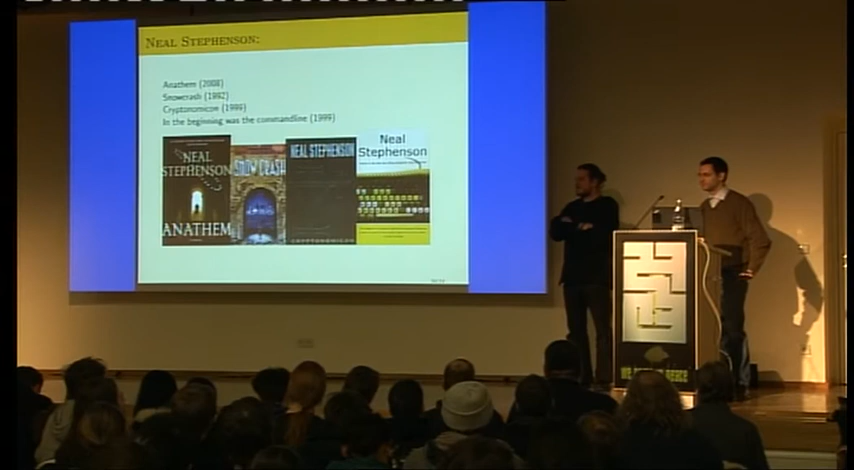 NEAL STEPHENSON:
Anathem (2008)
Snowcrash (1992)
Cryptonomicon (1999)
In the beginning was the commandline (1999)
NEAL
STEPHENSON
ANATHEM
SNOW CRASH
NEAL STEPHENSON
CRYPTONOMICON
Neal
Stephenson